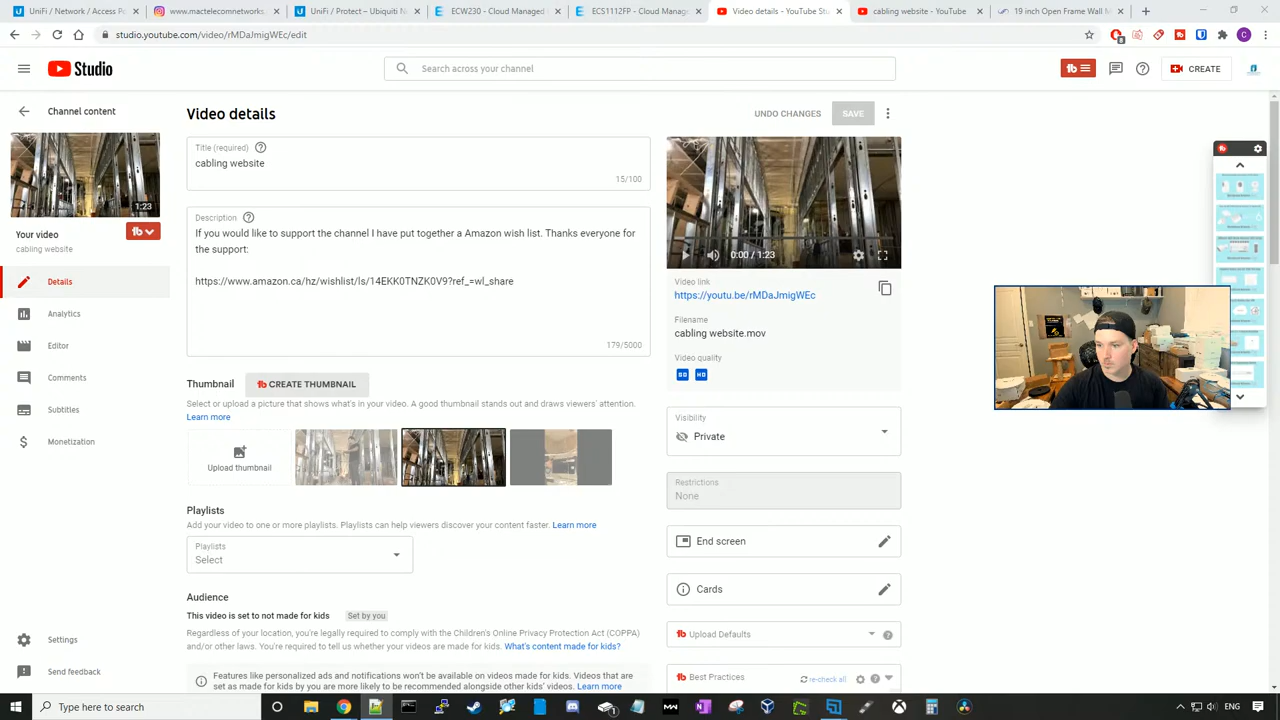 UniFi / Protect – Ubiquiti
www.mactelecomnetworks.
UniFi / Protect – Ubiquiti N
ECW230 – Cloud Managed
ECS1112FP – Cloud Manage
Video details - YouTube Stu
cabling website - YouTube
19 inch Open Frame Wall M
studio.youtube.com/video/rMDaJmigWEc/edit
C
Studio
Search across your channel
CREATE
Channel content
1:23
Your video
cabling website
Details
Analytics
Editor
Comments
Subtitles
Monetization
Settings
Send feedback
Video details
UNDO CHANGES
SAVE
Title (required)
cabling website
15/100
Description
If you would like to support the channel I have put together a Amazon wish list. Thanks everyone for
the support:
https://www.amazon.ca/hz/wishlist/ls/14EKK0TNZK0V9?ref_=wl_share
179/5000
Thumbnail
CREATE THUMBNAIL
Select or upload a picture that shows what's in your video. A good thumbnail stands out and draws viewers' attention.
Learn more
Upload thumbnail
Playlists
Add your video to one or more playlists. Playlists can help viewers discover your content faster. Learn more
Playlists
Select
Audience
This video is set to not made for kids
Set by you
Regardless of your location, you're legally required to comply with the Children's Online Privacy Protection Act (COPPA)
and/or other laws. You're required to tell us whether your videos are made for kids. What's content made for kids?
Features like personalized ads and notifications won't be available on videos made for kids. Videos that are
set as made for kids by you are more likely to be recommended alongside other kids' videos. Learn more
0:00 / 1:23
Video link
https://youtu.be/rMDaJmigWEc
Filename
cabling website.mov
Video quality
SD HD
Visibility
Private
Restrictions
None
End screen
Cards
Upload Defaults
Best Practices
re-check all
Type here to search
ENG